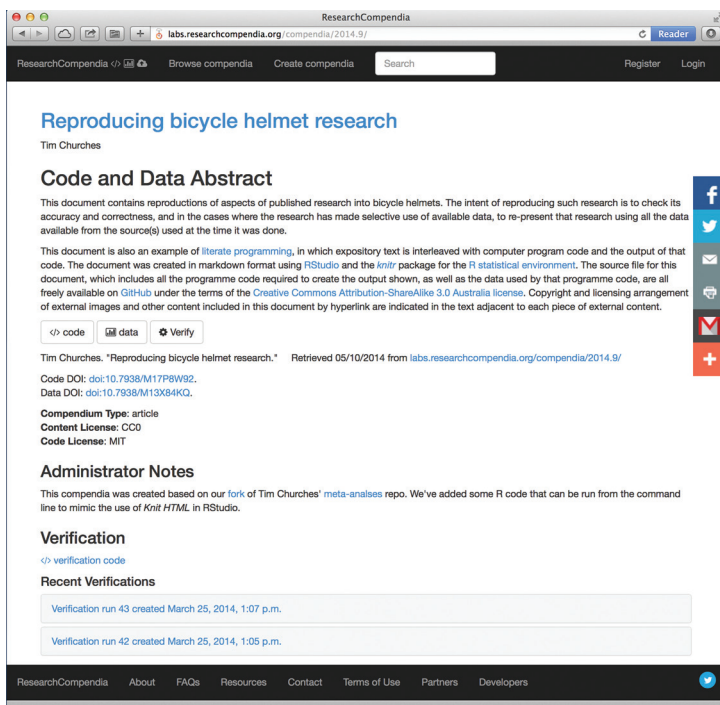 ResearchCompendia
labs.researchcompendia.org/compendia/2014.9/
Reader
ResearchCompendia </> Browse compendia Create compendia Search Register Login
Reproducing bicycle helmet research
Tim Churches
Code and Data Abstract
This document contains reproductions of aspects of published research into bicycle helmets. The intent of reproducing such research is to check its
accuracy and correctness, and in the cases where the research has made selective use of available data, to re-present that research using all the data
available from the source(s) used at the time it was done.
This document is also an example of literate programming, in which expository text is interleaved with computer program code and the output of that
code. The document was created in markdown format using RStudio and the knitr package for the R statistical environment. The source file for this
document, which includes all the programme code required to create the output shown, as well as the data used by that programme code, are all
freely available on GitHub under the terms of the Creative Commons Attribution-ShareAlike 3.0 Australia license. Copyright and licensing arrangement
of external images and other content included in this document by hyperlink are indicated in the text adjacent to each piece of external content.
</> code data Verify
Tim Churches. "Reproducing bicycle helmet research." Retrieved 05/10/2014 from labs.researchcompendia.org/compendia/2014.9/
Code DOI: doi:10.7938/M17P8W92.
Data DOI: doi:10.7938/M13X84KQ.
Compendium Type: article
Content License: CC0
Code License: MIT
Administrator Notes
This compendia was created based on our fork of Tim Churches' meta-analses repo. We've added some R code that can be run from the command
line to mimic the use of Knit HTML in RStudio.
Verification
</> verification code
Recent Verifications
Verification run 43 created March 25, 2014, 1:07 p.m.
Verification run 42 created March 25, 2014, 1:05 p.m.
ResearchCompendium About FAQs Resources Contact Terms of Use Partners Developers